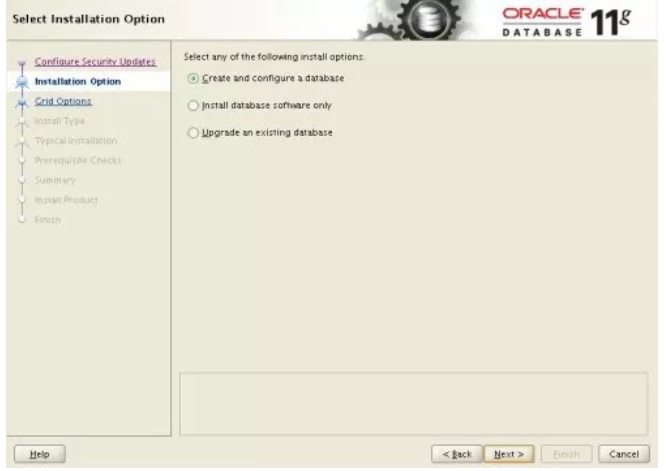 Select Installation Option
ORACLE
DATABASE 11g
Configure Security Updates
Installation Option
Grid Options
Install Type
Typical Installation
Prerequisite Checks
Summary
Install Product
Finish
Select any of the following install options.
Create and configure a database
Install database software only
Upgrade an existing database
Help
< Back
Next >
Finish
Cancel